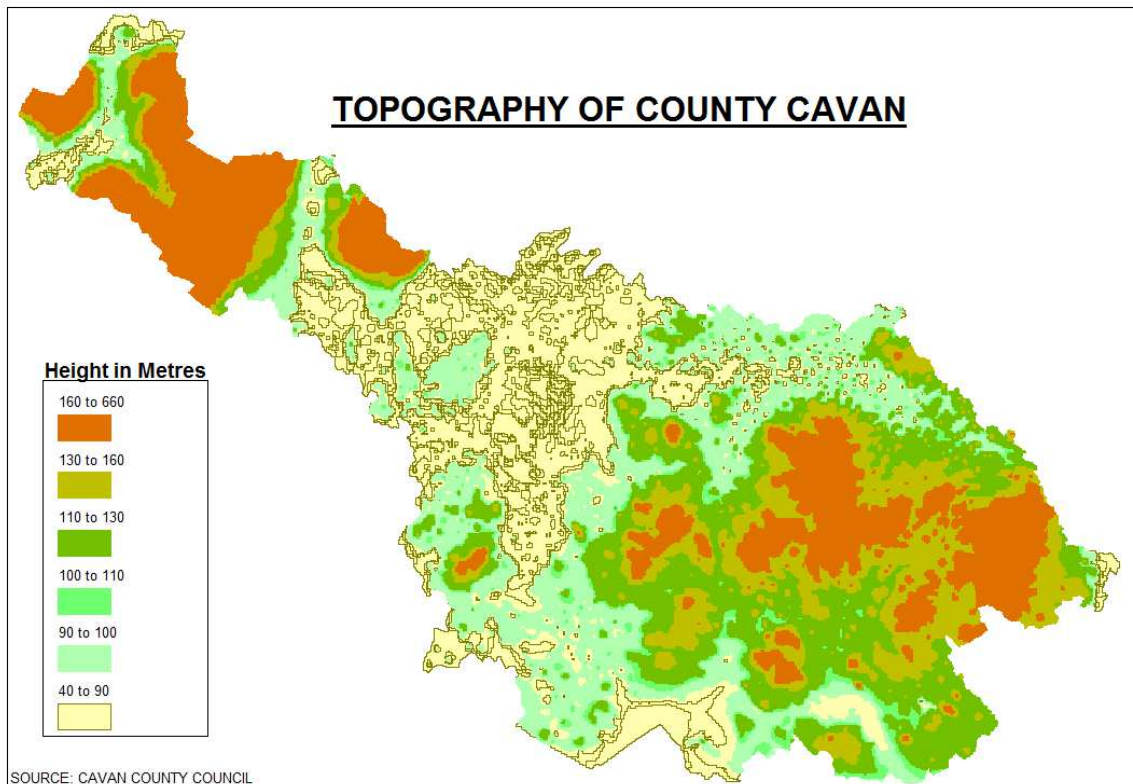 TOPOGRAPHY OF COUNTY CAVAN
Height in Metres
160 to 660
130 to 160
110 to 130
100 to 110
90 to 100
40 to 90
SOURCE: CAVAN COUNTY COUNCIL